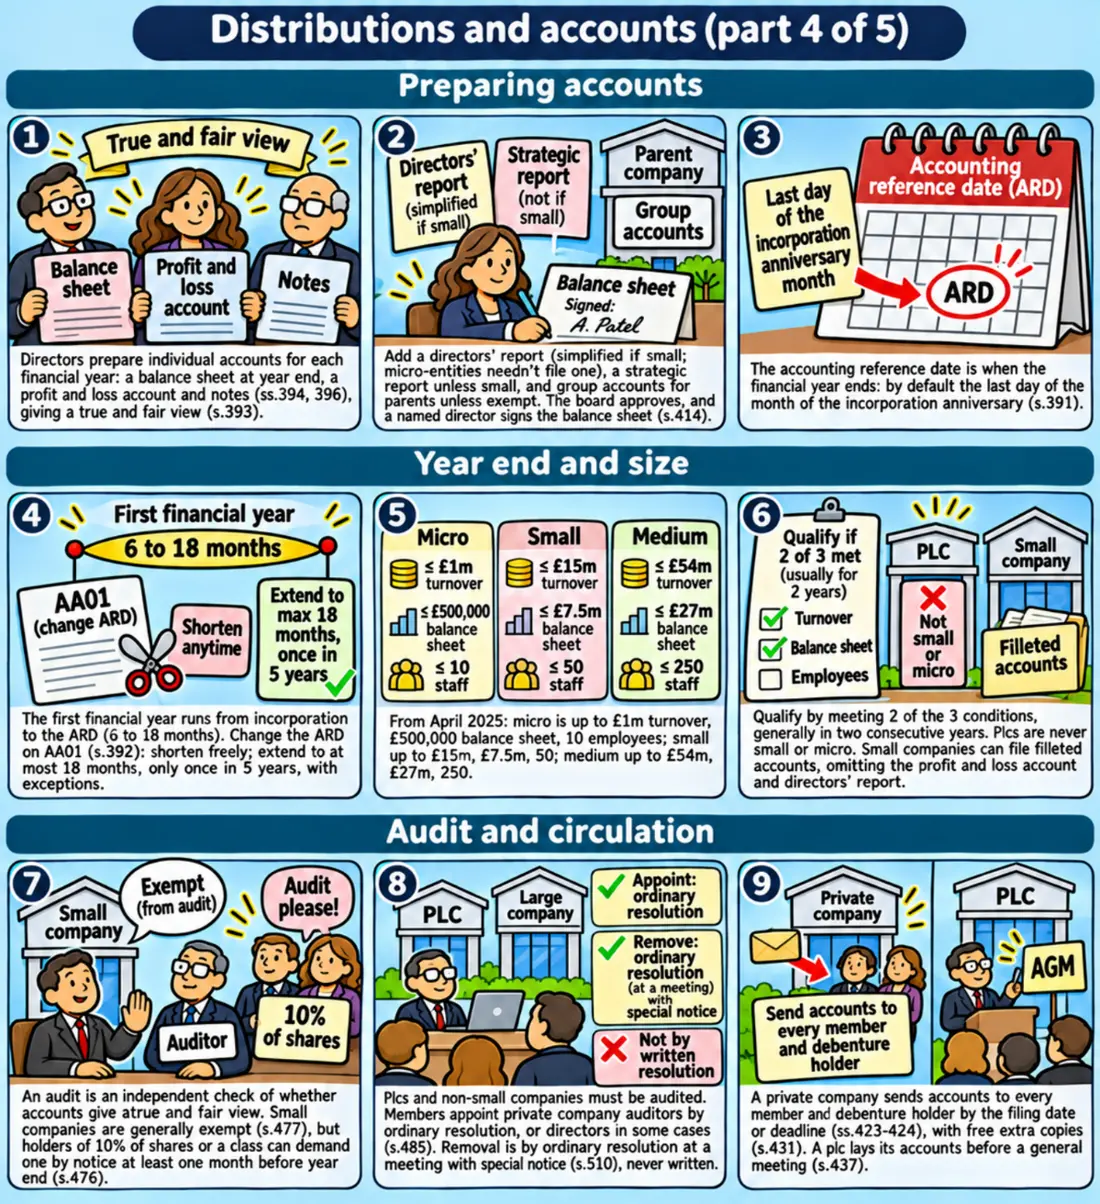 Distributions and accounts (part 4 of 5)
Preparing accounts
1
True and fair view
Balance
sheet
Profit and
loss
account
Notes
Directors prepare individual accounts for each
financial year: a balance sheet at year end, a
profit and loss account and notes (ss.394, 396),
giving a true and fair view (s.393).
2
Directors'
report
(simplified
if small)
Strategic
report
(not if
small)
Parent
company
Group
accounts
Balance sheet
Signed:
A. Patel
Add a directors' report (simplified if small;
micro-entities needn't file one), a strategic
report unless small, and group accounts for
parents unless exempt. The board approves, and
a named director signs the balance sheet (s.414).
3
Last day
of the
incorporation
anniversary
month
Accounting
reference date (ARD)
ARD
The accounting reference date is when the
financial year ends: by default the last day of the
month of the incorporation anniversary (s.391).
Year end and size
4
First financial year
6 to 18 months
AA01
(change ARD)
Shorten
anytime
Extend to
max 18
months,
once in
5 years
The first financial year runs from incorporation
to the ARD (6 to 18 months). Change the ARD
on AA01 (s.392): shorten freely; extend to at
most 18 months, only once in 5 years, with
exceptions.
5
Micro
≤ £1m
turnover
≤ £500,000
balance
sheet
≤ 10
staff
Small
≤ £15m
turnover
≤ £7.5m
balance
sheet
≤ 50
staff
Medium
≤ £54m
turnover
≤ £27m
balance
sheet
≤ 250
staff
From April 2025: micro is up to £1m turnover,
£500,000 balance sheet, 10 employees; small
up to £15m, £7.5m, 50; medium up to £54m,
£27m, 250.
6
Qualify if
2 of 3 met
(usually for
2 years)
Turnover
Balance sheet
Employees
PLC
Not
small
or
micro
Small
company
Filleted
accounts
Qualify by meeting 2 of the 3 conditions,
generally in two consecutive years. Plcs are never
small or micro. Small companies can file filleted
accounts, omitting the profit and loss account
and directors' report.
Audit and circulation
7
Small
company
Exempt
(from audit)
Audit
please!
Auditor
10%
of shares
An audit is an independent check of whether
accounts give atrue and fair view. Small
companies are generally exempt (s.477), but
holders of 10% of shares or a class can demand
one by notice at least one month before year
end (s.476).
8
PLC
Large
company
Appoint:
ordinary
resolution
Remove:
ordinary
resolution
(at a meeting)
with
special notice
Not by
written
resolution
Plcs and non-small companies must be audited.
Members appoint private company auditors by
ordinary resolution, or directors in some cases
(s.485). Removal is by ordinary resolution at a
meeting with special notice (s.510), never written.
9
Private
company
Send accounts to
every member
and debenture
holder
PLC
AGM
A private company sends accounts to every
member and debenture holder by the filing date
or deadline (ss.423-424), with free extra copies
(s.431). A plc lays its accounts before a general
meeting (s.437).